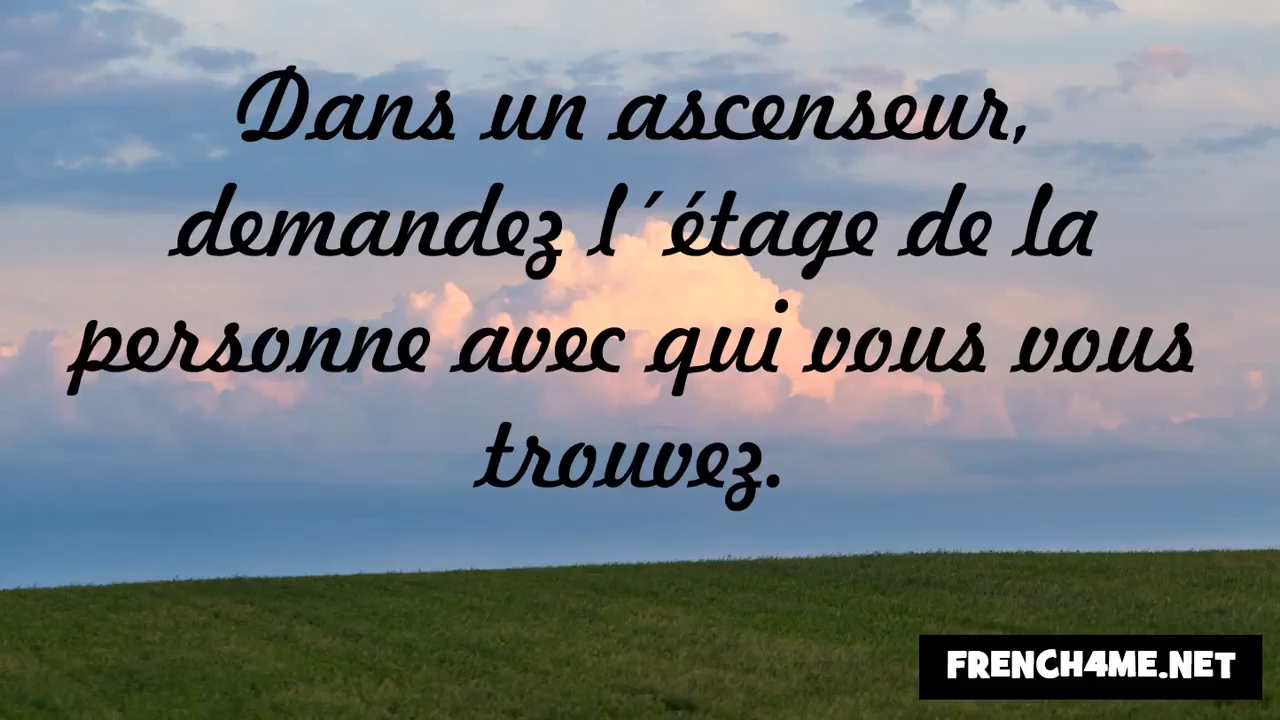 Dans un ascenseur,
demandez l´étage de la
personne avec qui vous vous
trouvez.
FRENCH4ME.NET